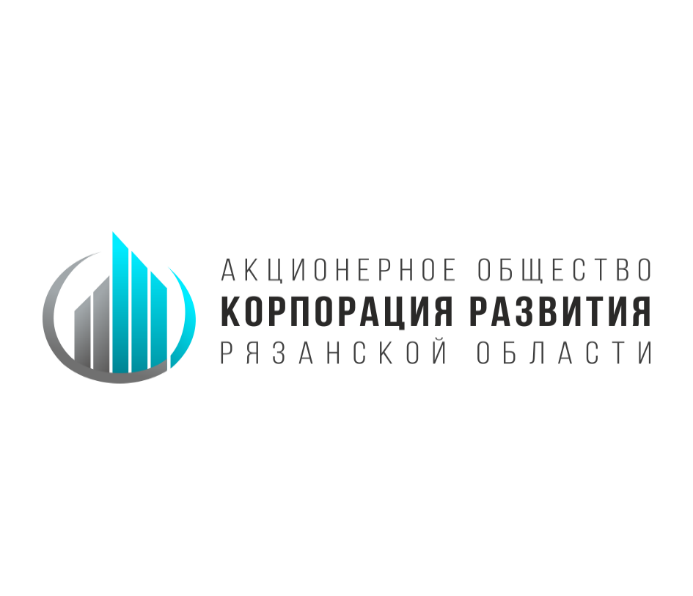 АКЦИОНЕРНОЕ ОБЩЕСТВО
КОРПОРАЦИЯ РАЗВИТИЯ
РЯЗАНСКОЙ ОБЛАСТИ